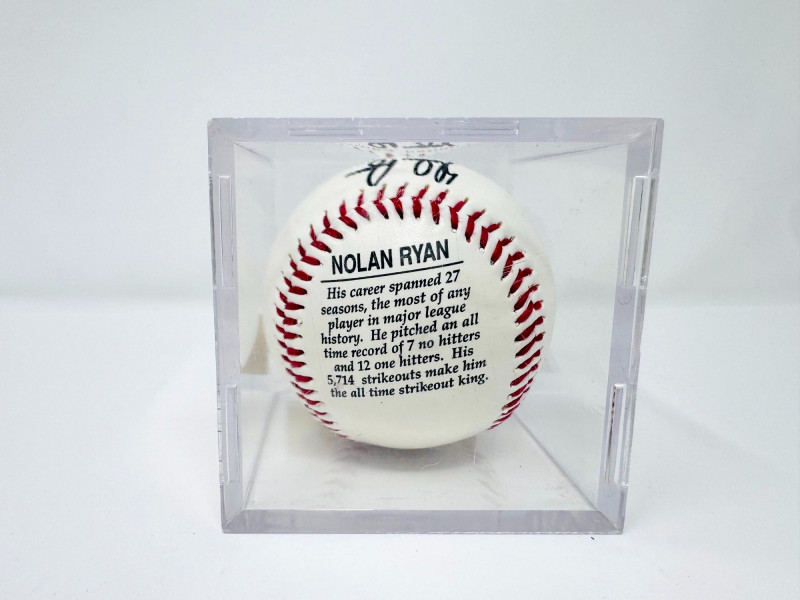 NOLAN RYAN
His career spanned 27
seasons, the most of any
player in major league
history. He pitched an all
time record of 7 no hitters
and 12 one hitters. His
5,714 strikeouts make him
the all time strikeout king.